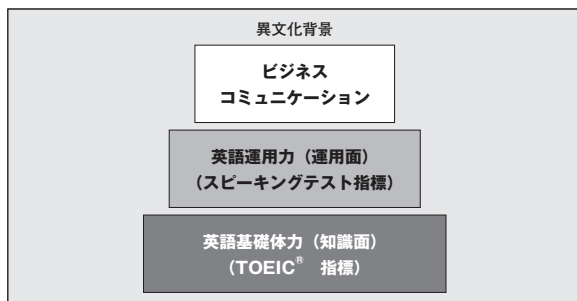 異文化背景
ビジネス
コミュニケーション
英語運用力（運用面）
（スピーキングテスト指標）
英語基礎体力（知識面）
（TOEIC® 指標）